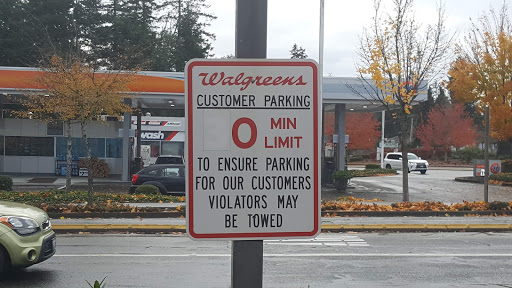 Walgreens
CUSTOMER PARKING
0 MIN
LIMIT
TO ENSURE PARKING
FOR OUR CUSTOMERS
VIOLATORS MAY
BE TOWED
wash